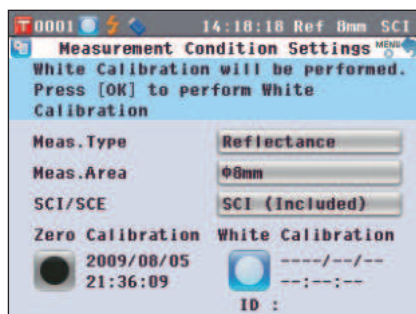 T0001 14:18:18 Ref 8mm SCI
Measurement Condition Settings MENU
White Calibration will be performed.
Press [OK] to perform White
Calibration
Meas.Type Reflectance
Meas.Area Φ8mm
SCI/SCE SCI (Included)
Zero Calibration White Calibration
2009/08/05 ----/--/--
21:36:09 --:--:--
ID :